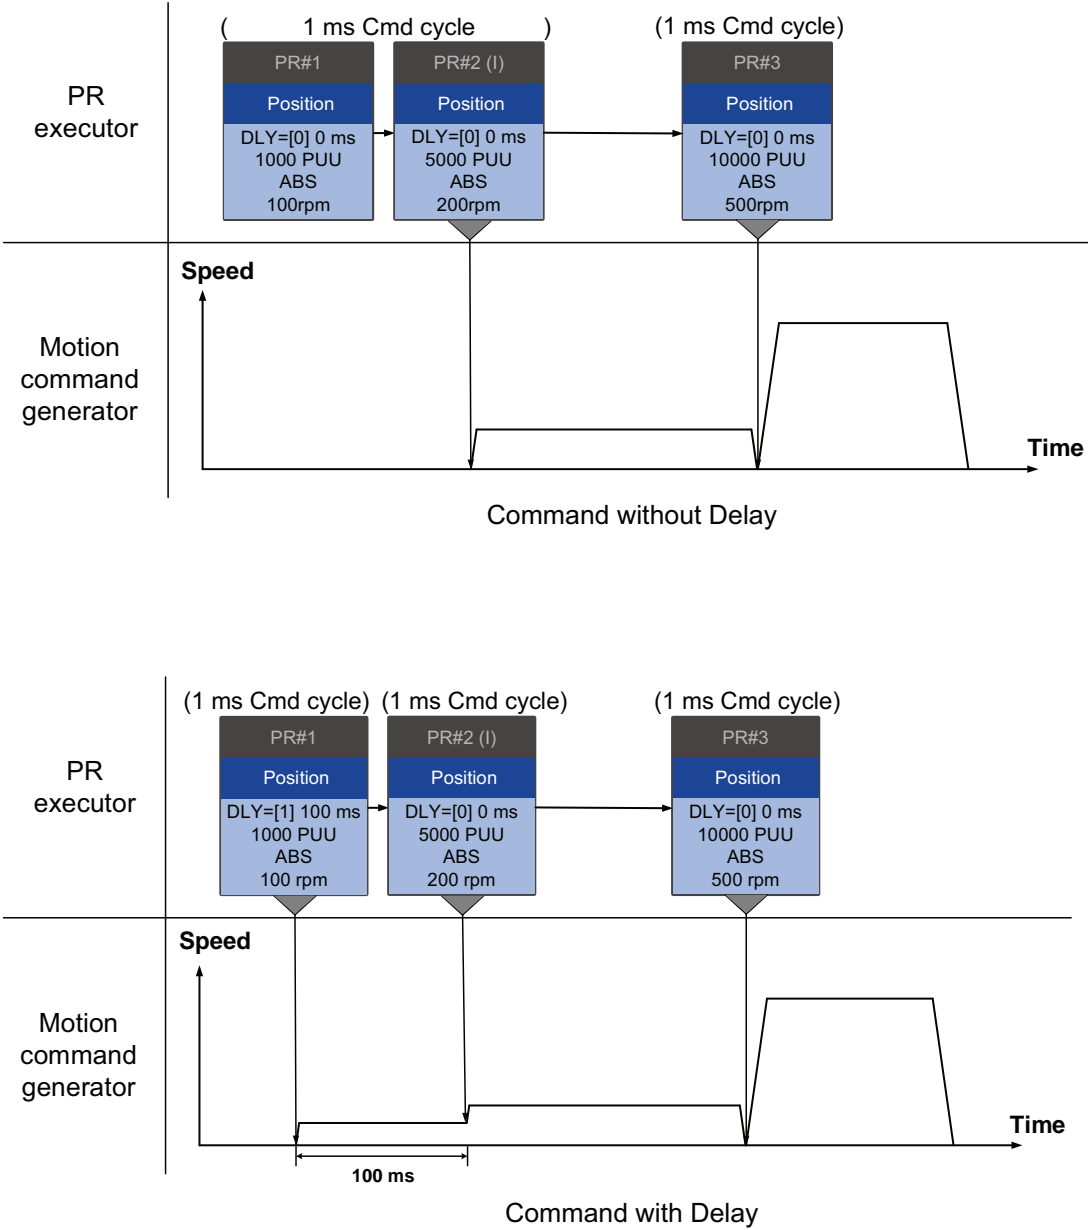 ( 1 ms Cmd cycle ) (1 ms Cmd cycle)
PR
executor
PR#1
Position
DLY=[0] 0 ms
1000 PUU
ABS
100rpm
PR#2 (I)
Position
DLY=[0] 0 ms
5000 PUU
ABS
200rpm
PR#3
Position
DLY=[0] 0 ms
10000 PUU
ABS
500rpm
Motion
command
generator
Speed
Time
Command without Delay
(1 ms Cmd cycle) (1 ms Cmd cycle) (1 ms Cmd cycle)
PR
executor
PR#1
Position
DLY=[1] 100 ms
1000 PUU
ABS
100 rpm
PR#2 (I)
Position
DLY=[0] 0 ms
5000 PUU
ABS
200 rpm
PR#3
Position
DLY=[0] 0 ms
10000 PUU
ABS
500 rpm
Motion
command
generator
Speed
Time
100 ms
Command with Delay